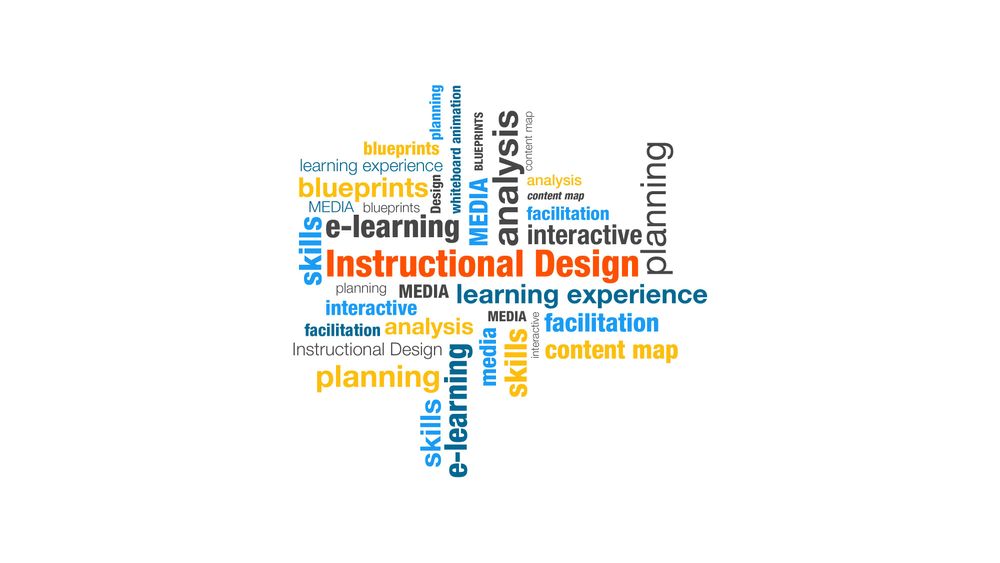 planning
whiteboard animation
BLUEPRINTS
analysis
content map
blueprints
learning experience
planning
blueprints
Design
MEDIA
analysis
content map
MEDIA
blueprints
facilitation
skills
e-learning
interactive
Instructional Design
planning
MEDIA
learning experience
interactive
MEDIA
interactive
facilitation
facilitation
analysis
media
skills
Instructional Design
content map
planning
e-learning
skills